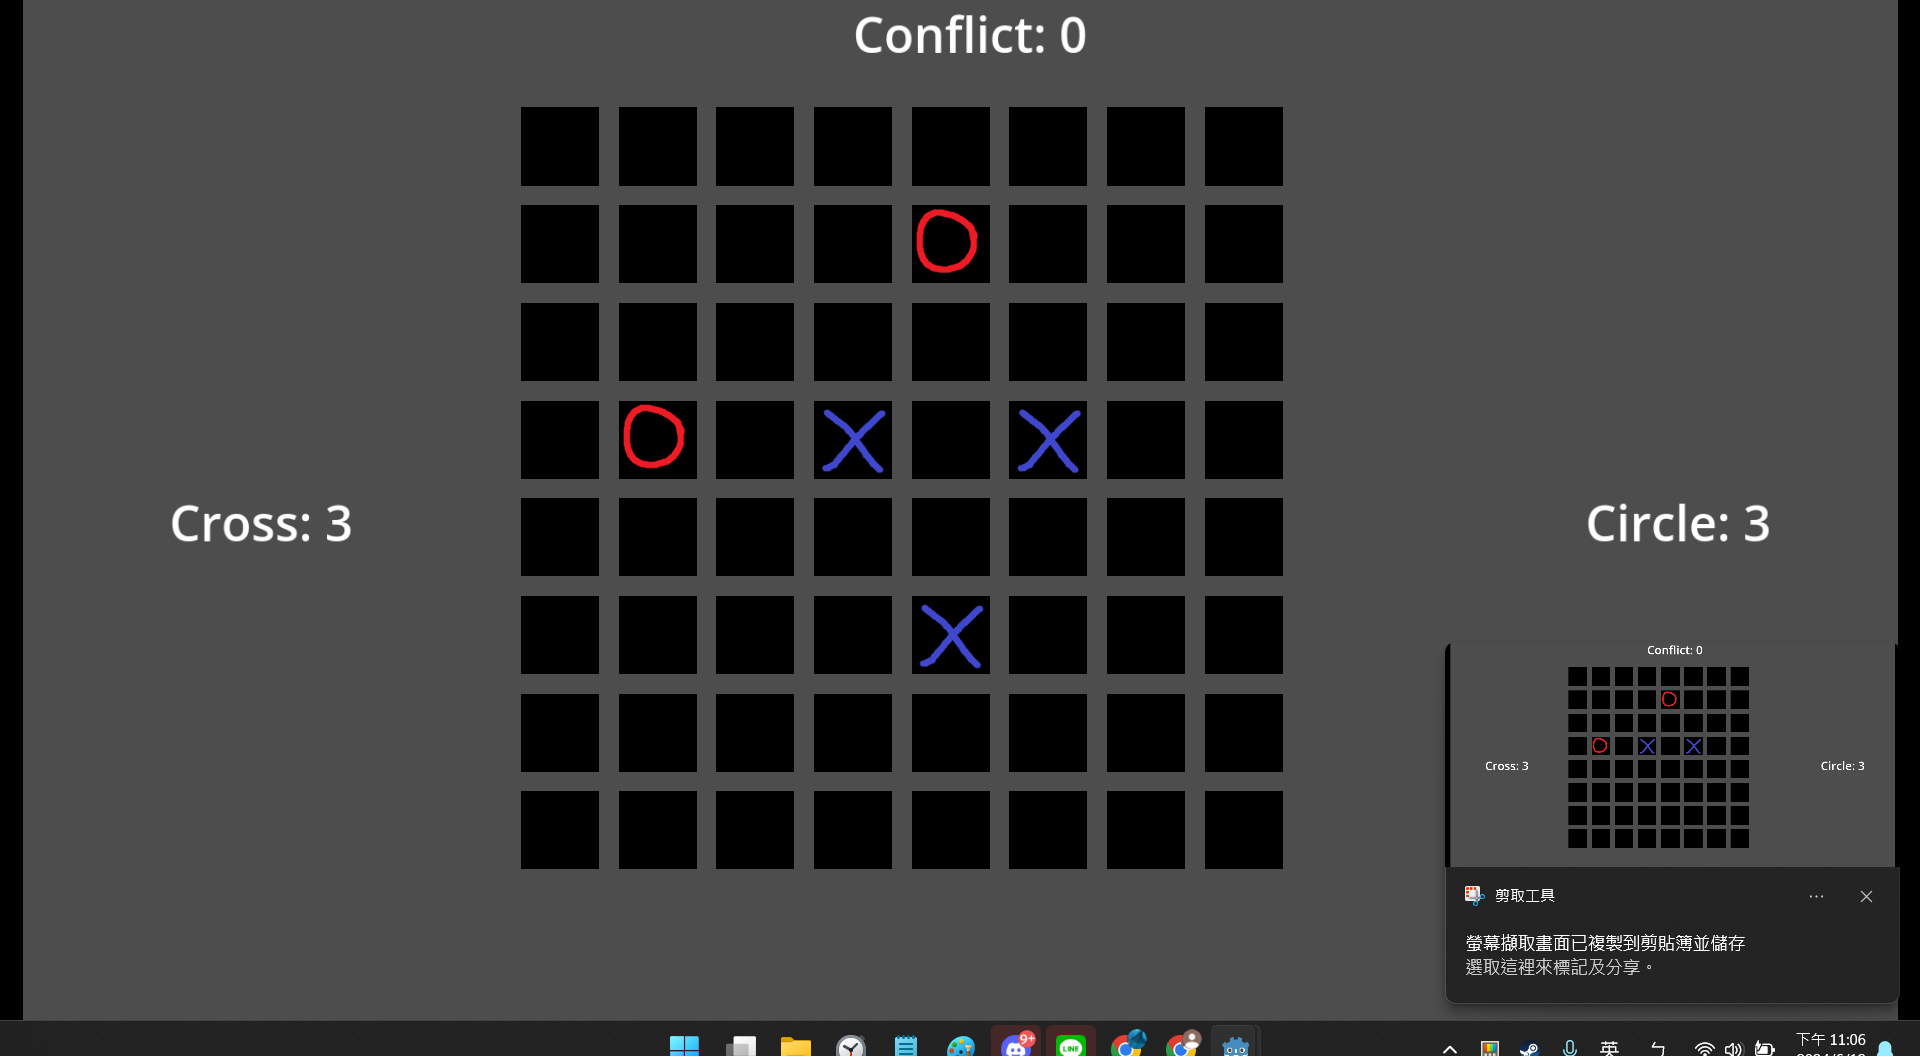 Conflict: 0
Cross: 3
Circle: 3
Conflict: 0
Cross: 3
Circle: 3
剪取工具
螢幕擷取畫面已複製到剪貼簿並儲存
選取這裡來標記及分享。
9+
LINE
英
ㄣ
下午 11:06